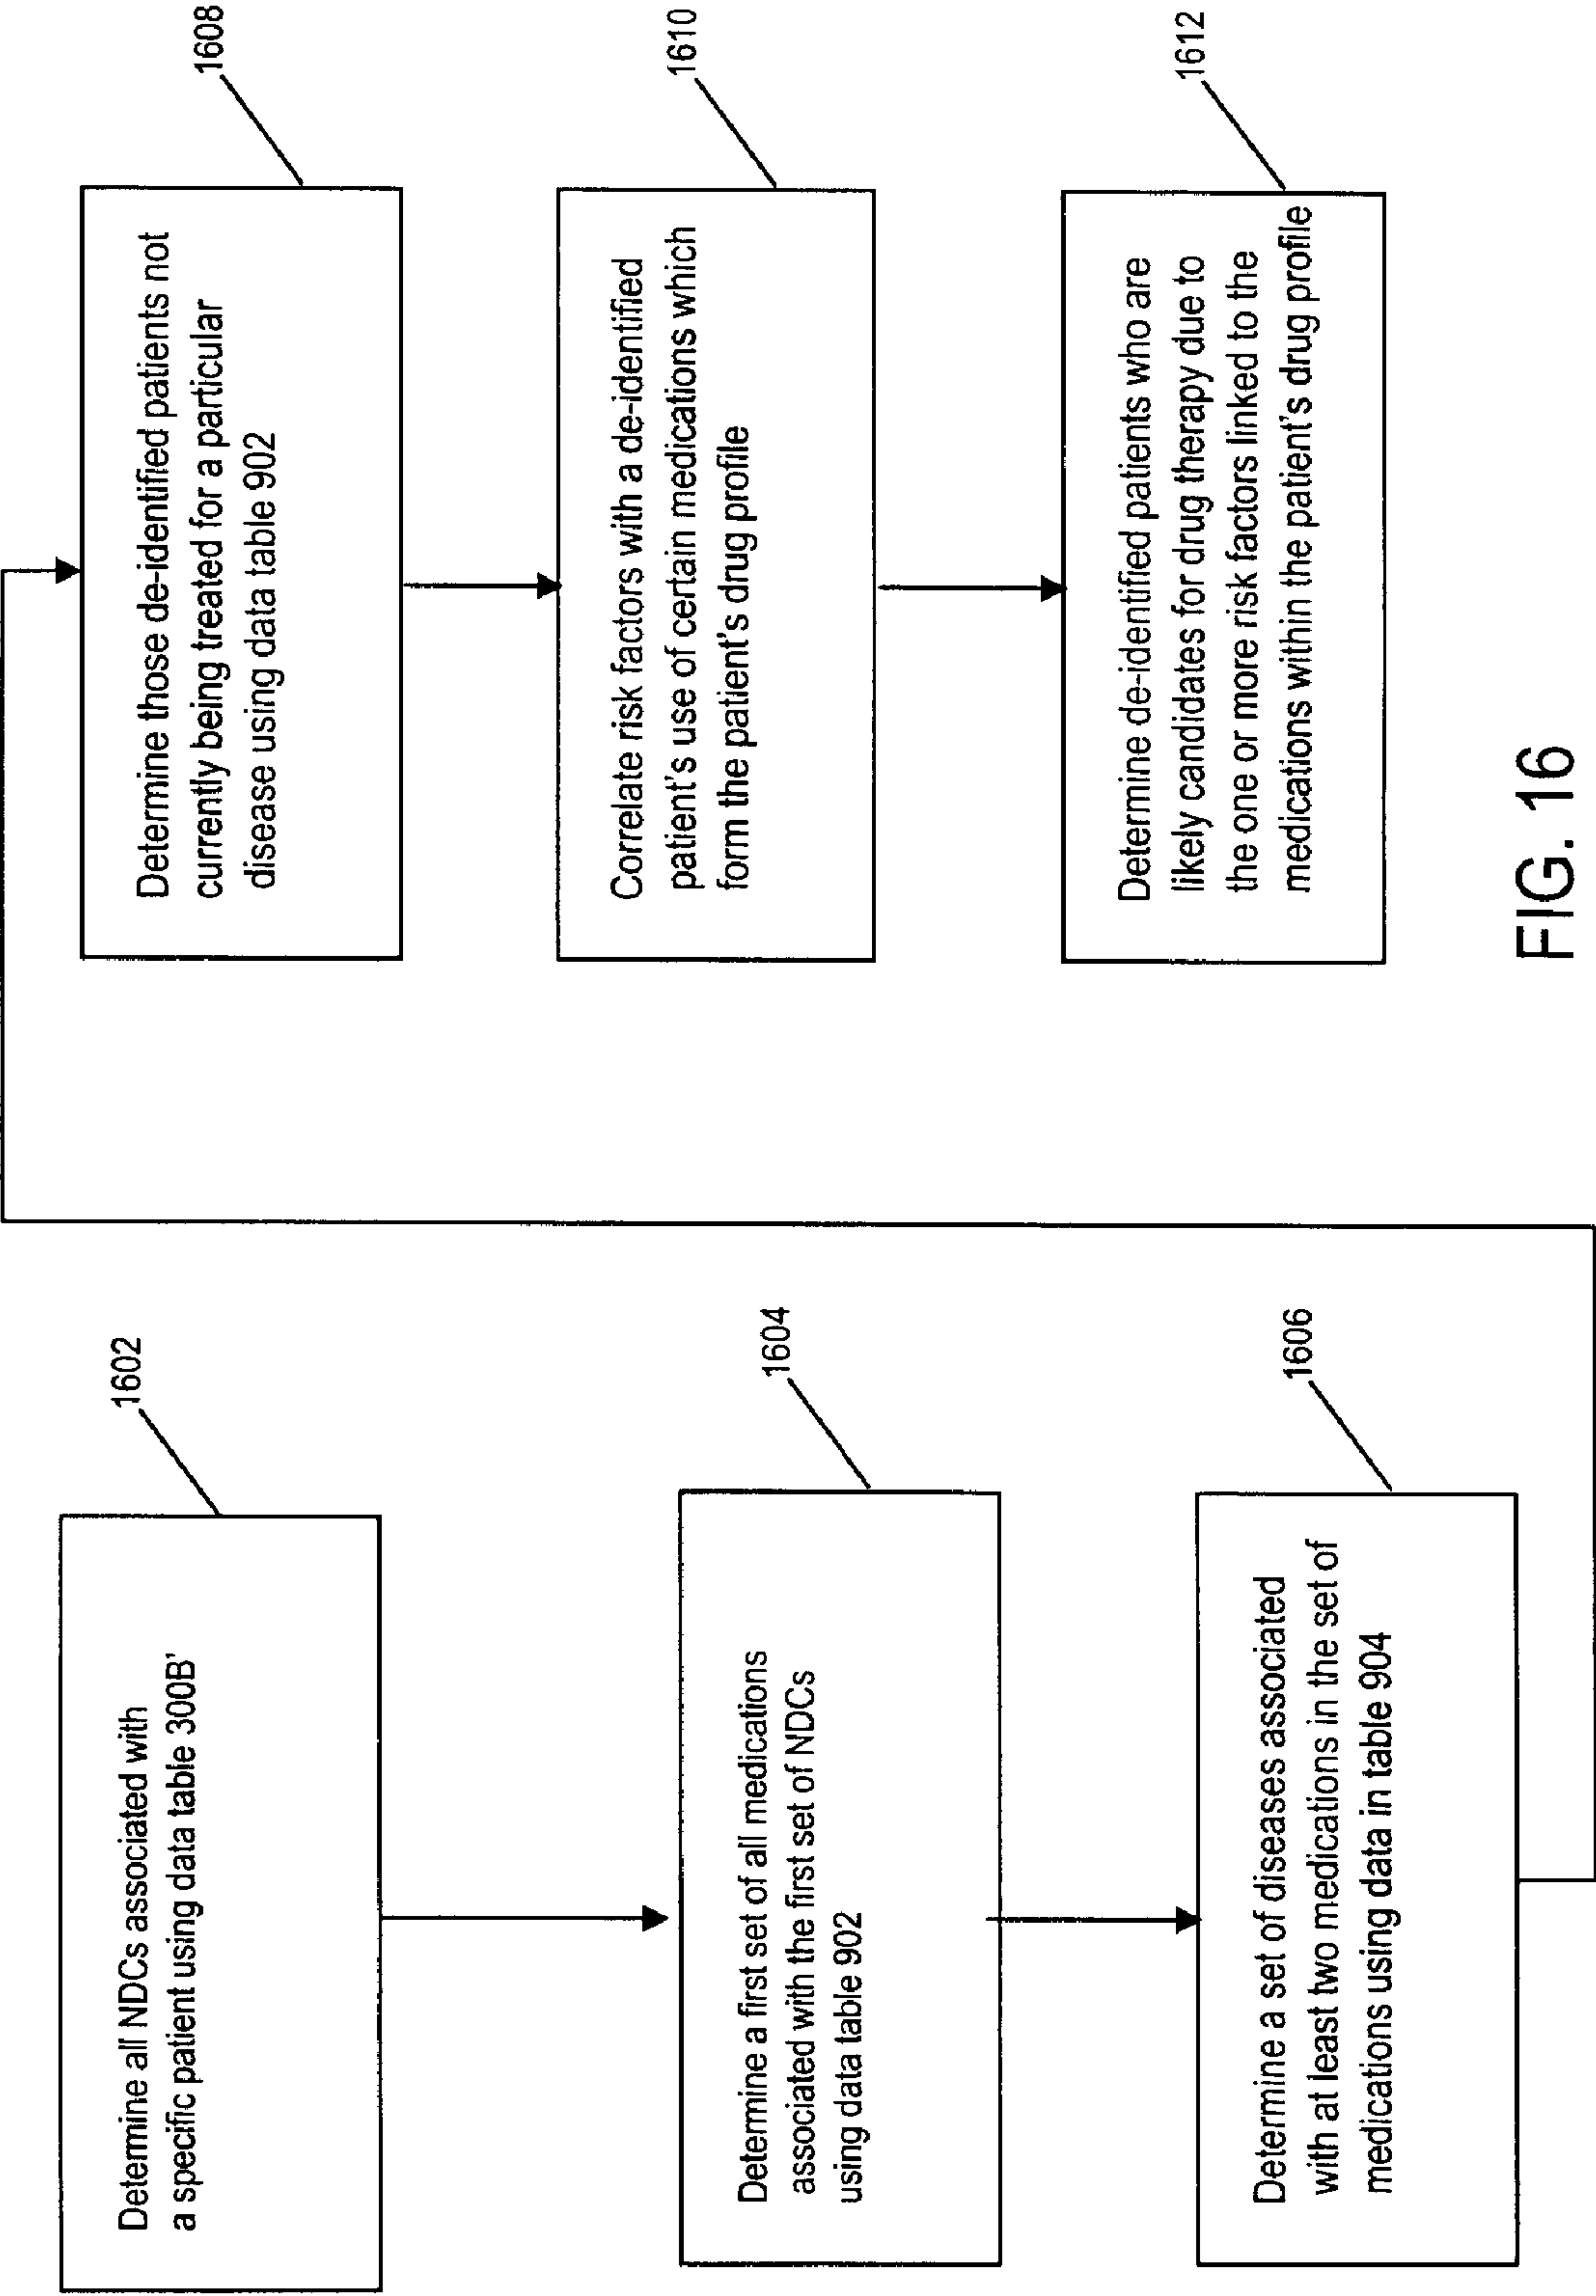 1602
Determine all NDCs associated with
a specific patient using data table 300B'
1604
Determine a first set of all medications
associated with the first set of NDCs
using data table 902
1606
Determine a set of diseases associated
with at least two medications in the set of
medications using data in table 904
1608
Determine those de-identified patients not
currently being treated for a particular
disease using data table 902
1610
Correlate risk factors with a de-identified
patient's use of certain medications which
form the patient's drug profile
1612
Determine de-identified patients who are
likely candidates for drug therapy due to
the one or more risk factors linked to the
medications within the patient's drug profile
FIG. 16